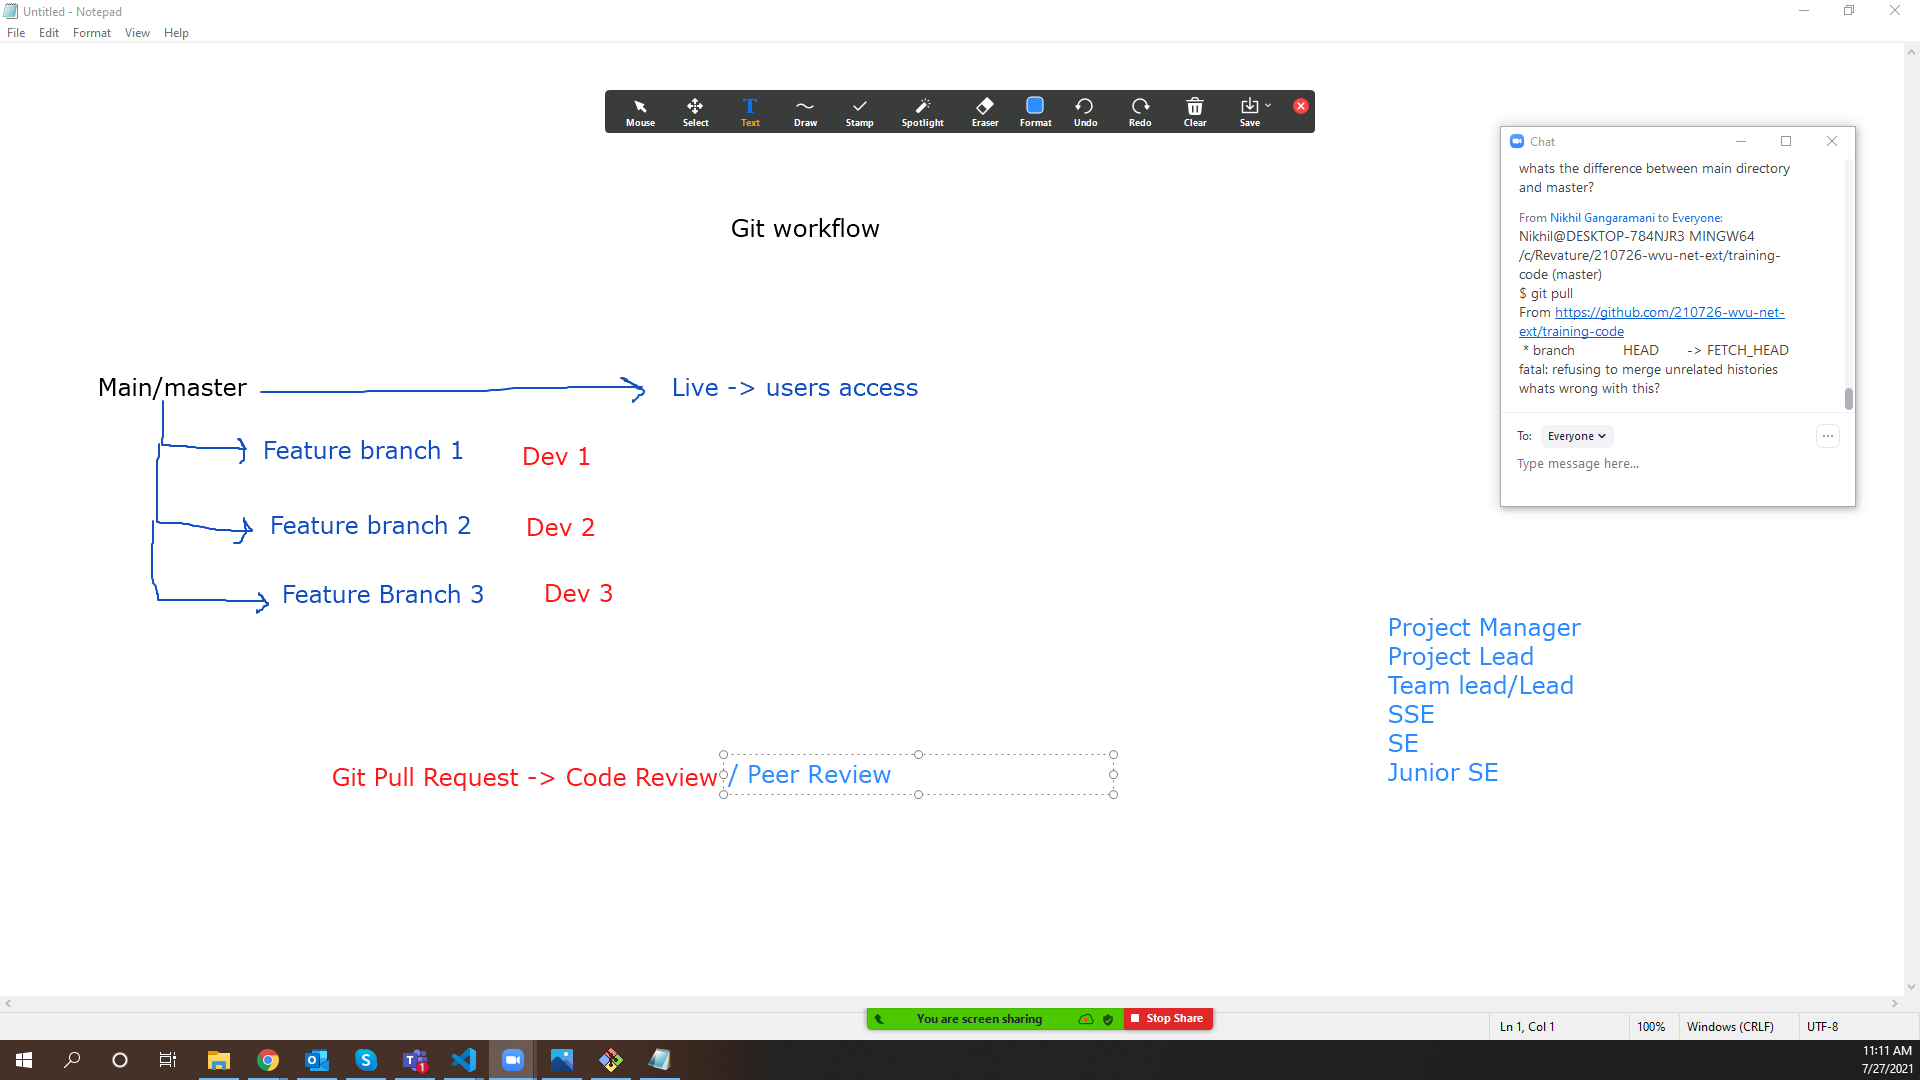 Untitled - Notepad
File Edit Format View Help
Mouse Select Text Draw Stamp Spotlight Eraser Format Undo Redo Clear Save
Chat
whats the difference between main directory
and master?
From Nikhil Gangaramani to Everyone:
Nikhil@DESKTOP-784NJR3 MINGW64
/c/Revature/210726-wvu-net-ext/training-
code (master)
$ git pull
From https://github.com/210726-wvu-net-
ext/training-code
* branch HEAD -> FETCH_HEAD
fatal: refusing to merge unrelated histories
whats wrong with this?
To: Everyone
Type message here...
Git workflow
Main/master
Live -> users access
Feature branch 1 Dev 1
Feature branch 2 Dev 2
Feature Branch 3 Dev 3
Project Manager
Project Lead
Team lead/Lead
SSE
SE
Junior SE
Git Pull Request -> Code Review / Peer Review
You are screen sharing Stop Share
Ln 1, Col 1 100% Windows (CRLF) UTF-8
1
11:11 AM
7/27/2021